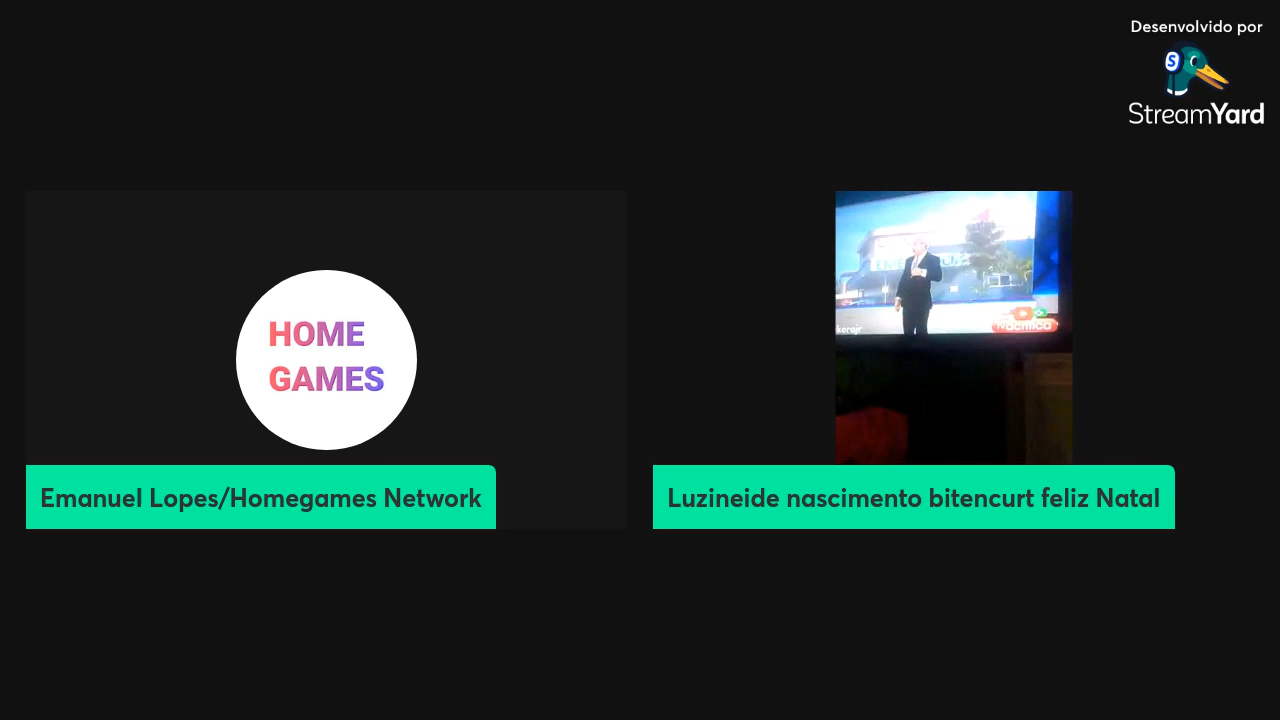 Desenvolvido por
S
StreamYard
HOME
GAMES
Emanuel Lopes/Homegames Network
Luzineide nascimento bitencurt feliz Natal